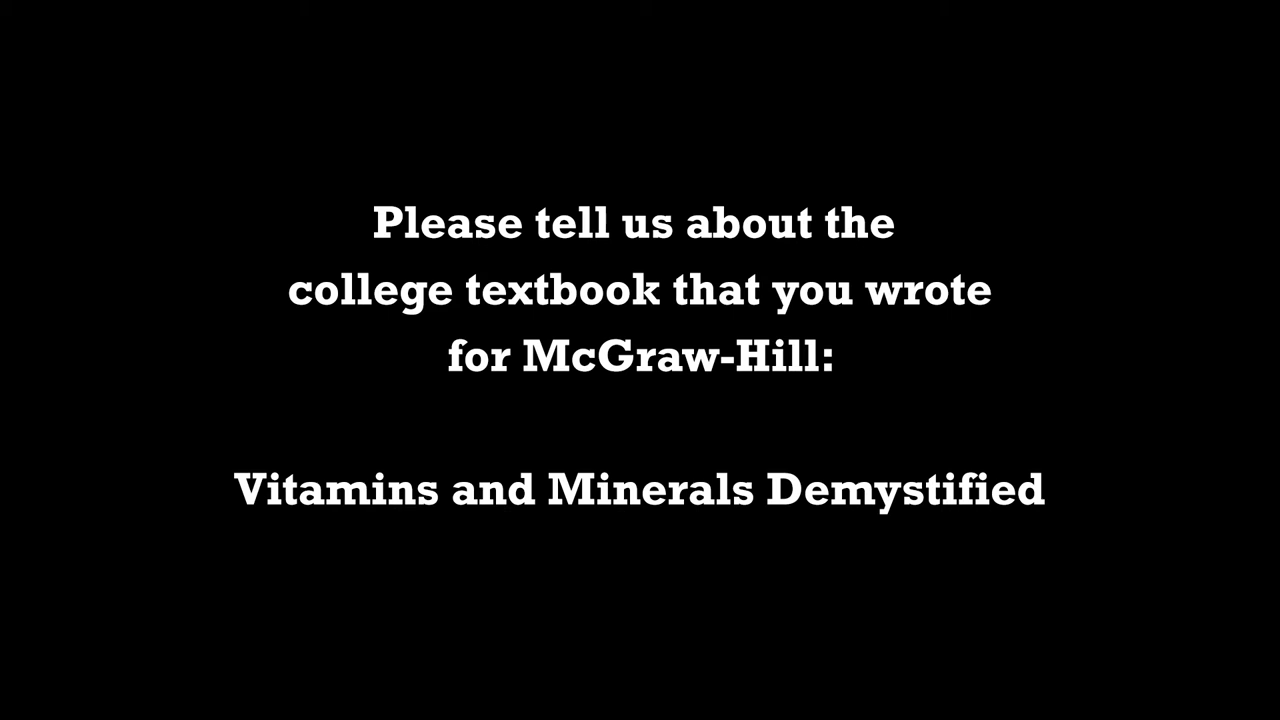 Please tell us about the
college textbook that you wrote
for McGraw-Hill:
Vitamins and Minerals Demystified